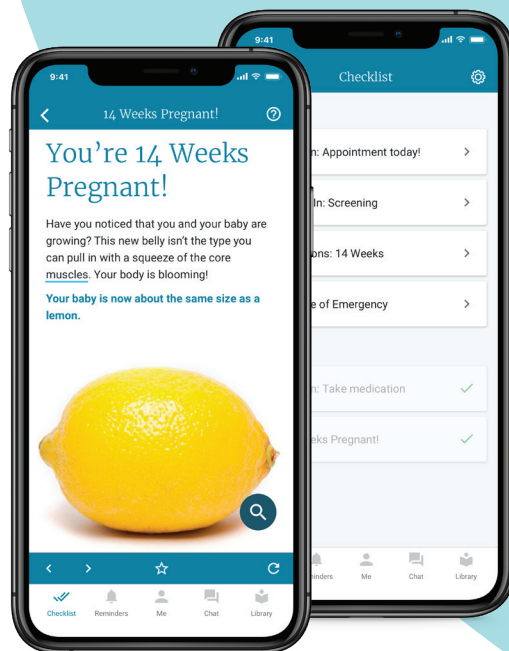 9:41
14 Weeks Pregnant!
You're 14 Weeks
Pregnant!
Have you noticed that you and your baby are
growing? This new belly isn't the type you
can pull in with a squeeze of the core
muscles. Your body is blooming!
Your baby is now about the same size as a
lemon.
Checklist Reminders Me Chat Library
9:41
Checklist
Appointment today!
In: Screening
14 Weeks
of Emergency
Take medication
Pregnant!
Me Chat Library